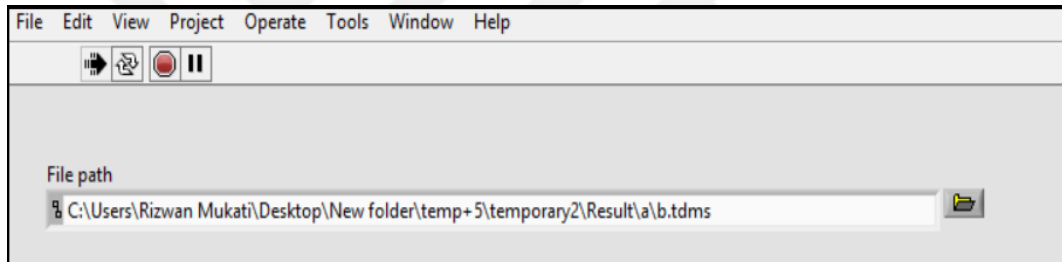 File Edit View Project Operate Tools Window Help
File path
C:\Users\Rizwan Mukati\Desktop\New folder\temp+5\temporary2\Result\a\b.tdms